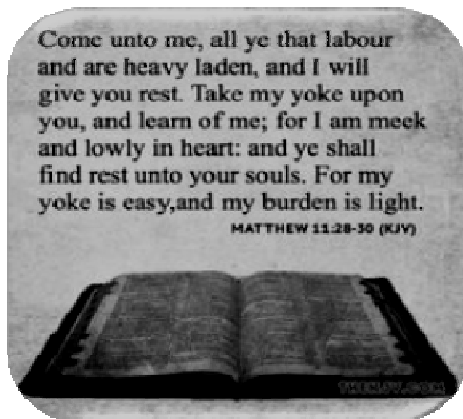 Come unto me, all ye that labour
and are heavy laden, and I will
give you rest. Take my yoke upon
you, and learn of me; for I am meek
and lowly in heart: and ye shall
find rest unto your souls. For my
yoke is easy,and my burden is light.
MATTHEW 11:28-30 (KJV)